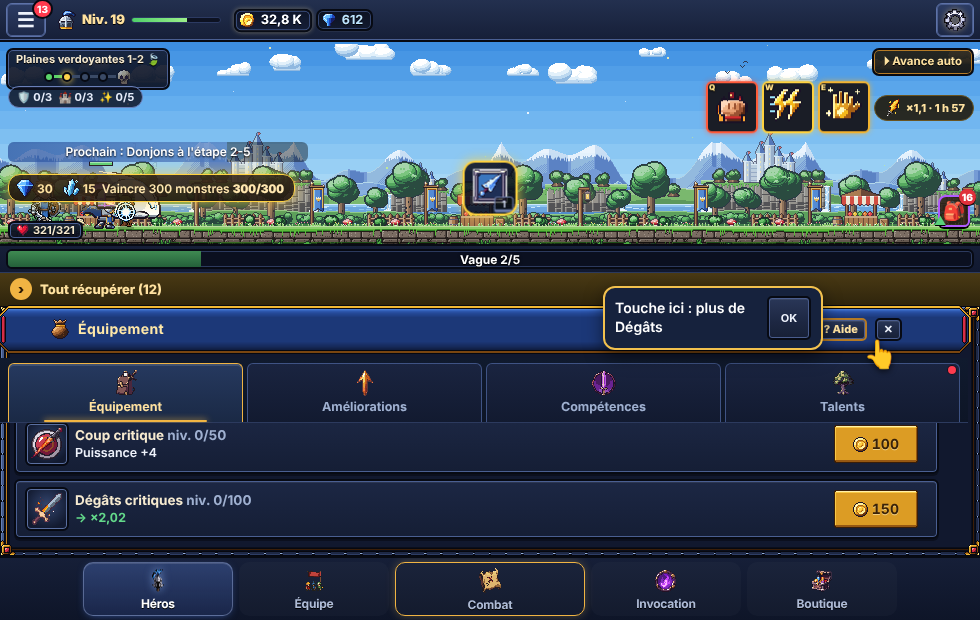 13
Niv. 19
32,8 K
612
Plaines verdoyantes 1-2
0/3 0/3 0/5
Avance auto
Q
W
E
×1,1 · 1 h 57
Prochain : Donjons à l'étape 2-5
30 15 Vaincre 300 monstres 300/300
16
321/321
Vague 2/5
Tout récupérer (12)
Équipement
Touche ici : plus de
Dégâts
OK
? Aide
×
Équipement
Améliorations
Compétences
Talents
Coup critique niv. 0/50
Puissance +4
100
Dégâts critiques niv. 0/100
→ ×2,02
150
Héros
Équipe
Combat
Invocation
Boutique